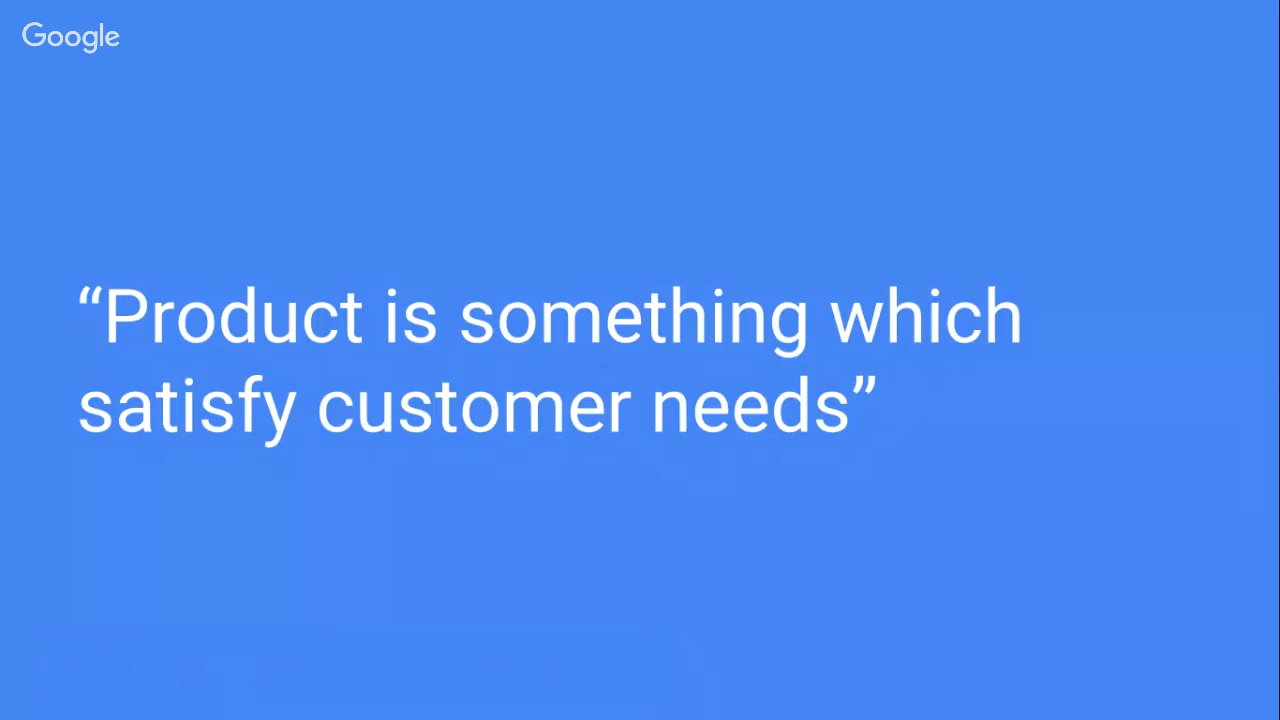 Google
“Product is something which
satisfy customer needs”